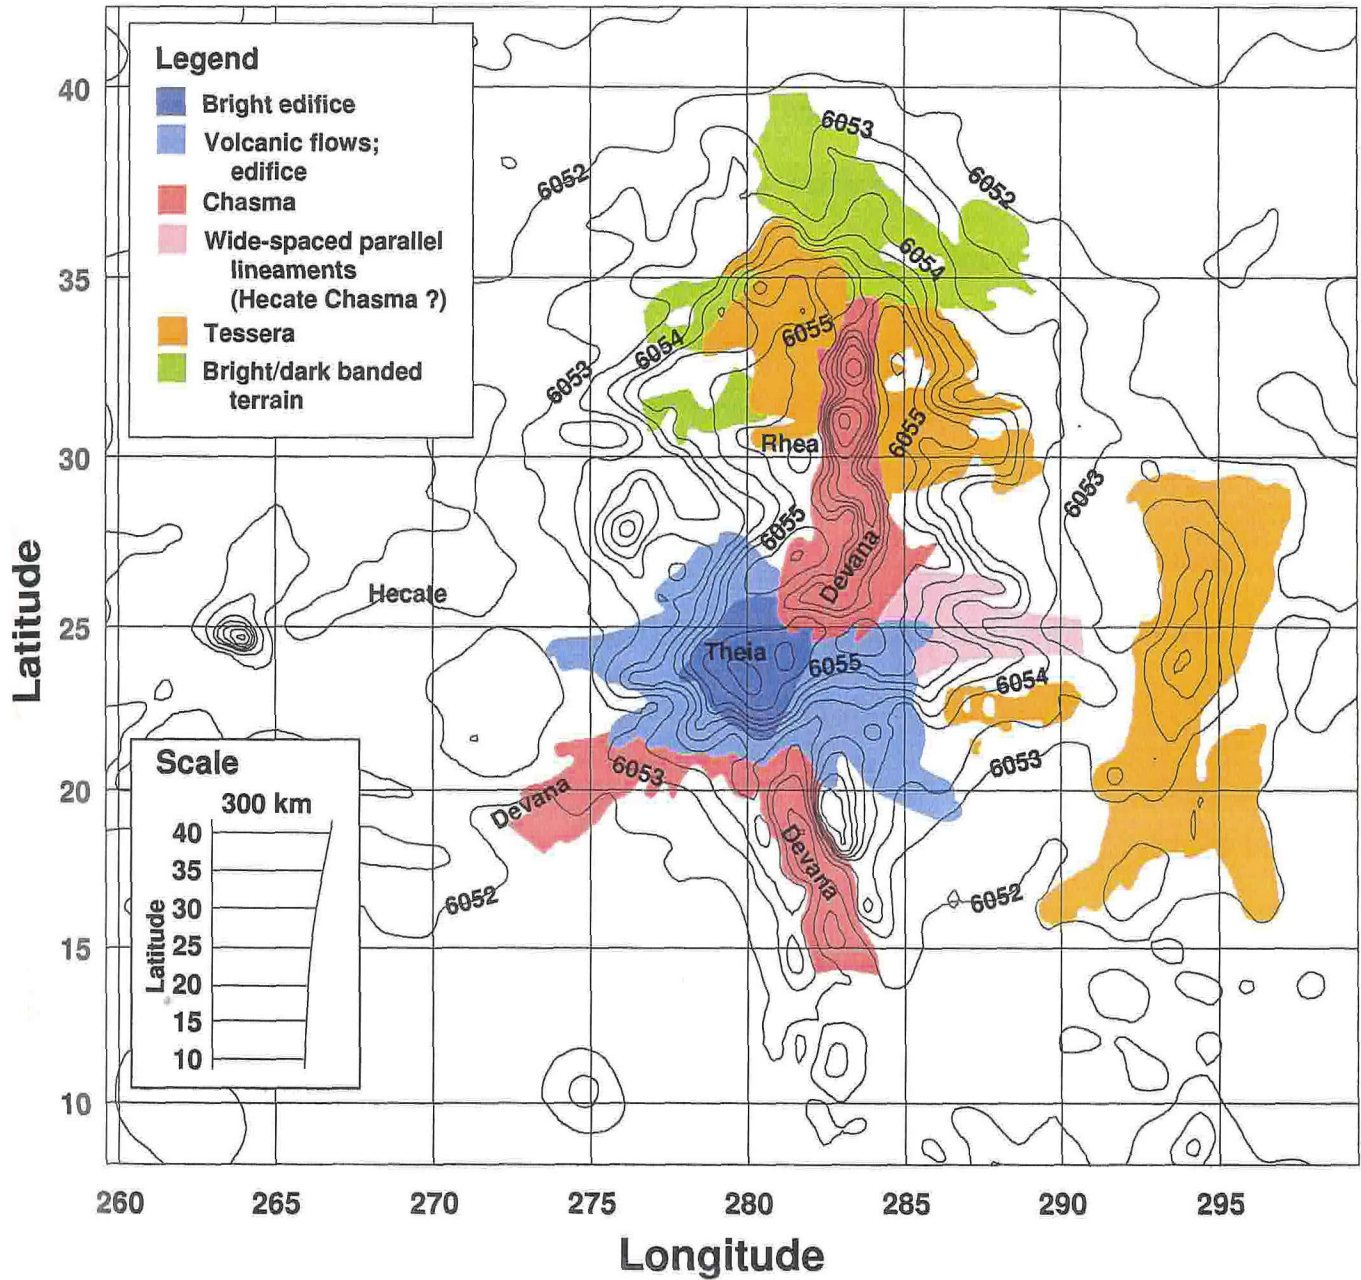 Legend
Bright edifice
Volcanic flows;
edifice
Chasma
Wide-spaced parallel
lineaments
(Hecate Chasma ?)
Tessera
Bright/dark banded
terrain
40
35
30
25
20
15
10
Latitude
260 265 270 275 280 285 290 295
Longitude
6053
6052
6052
6054
6055
6054
6053
6055
Rhea
6053
6055
Devana
Hecate
Theia
6055
6054
6053
6053
Devana
Devana
6052
6052
Scale
300 km
40
35
30
25
20
15
10
Latitude